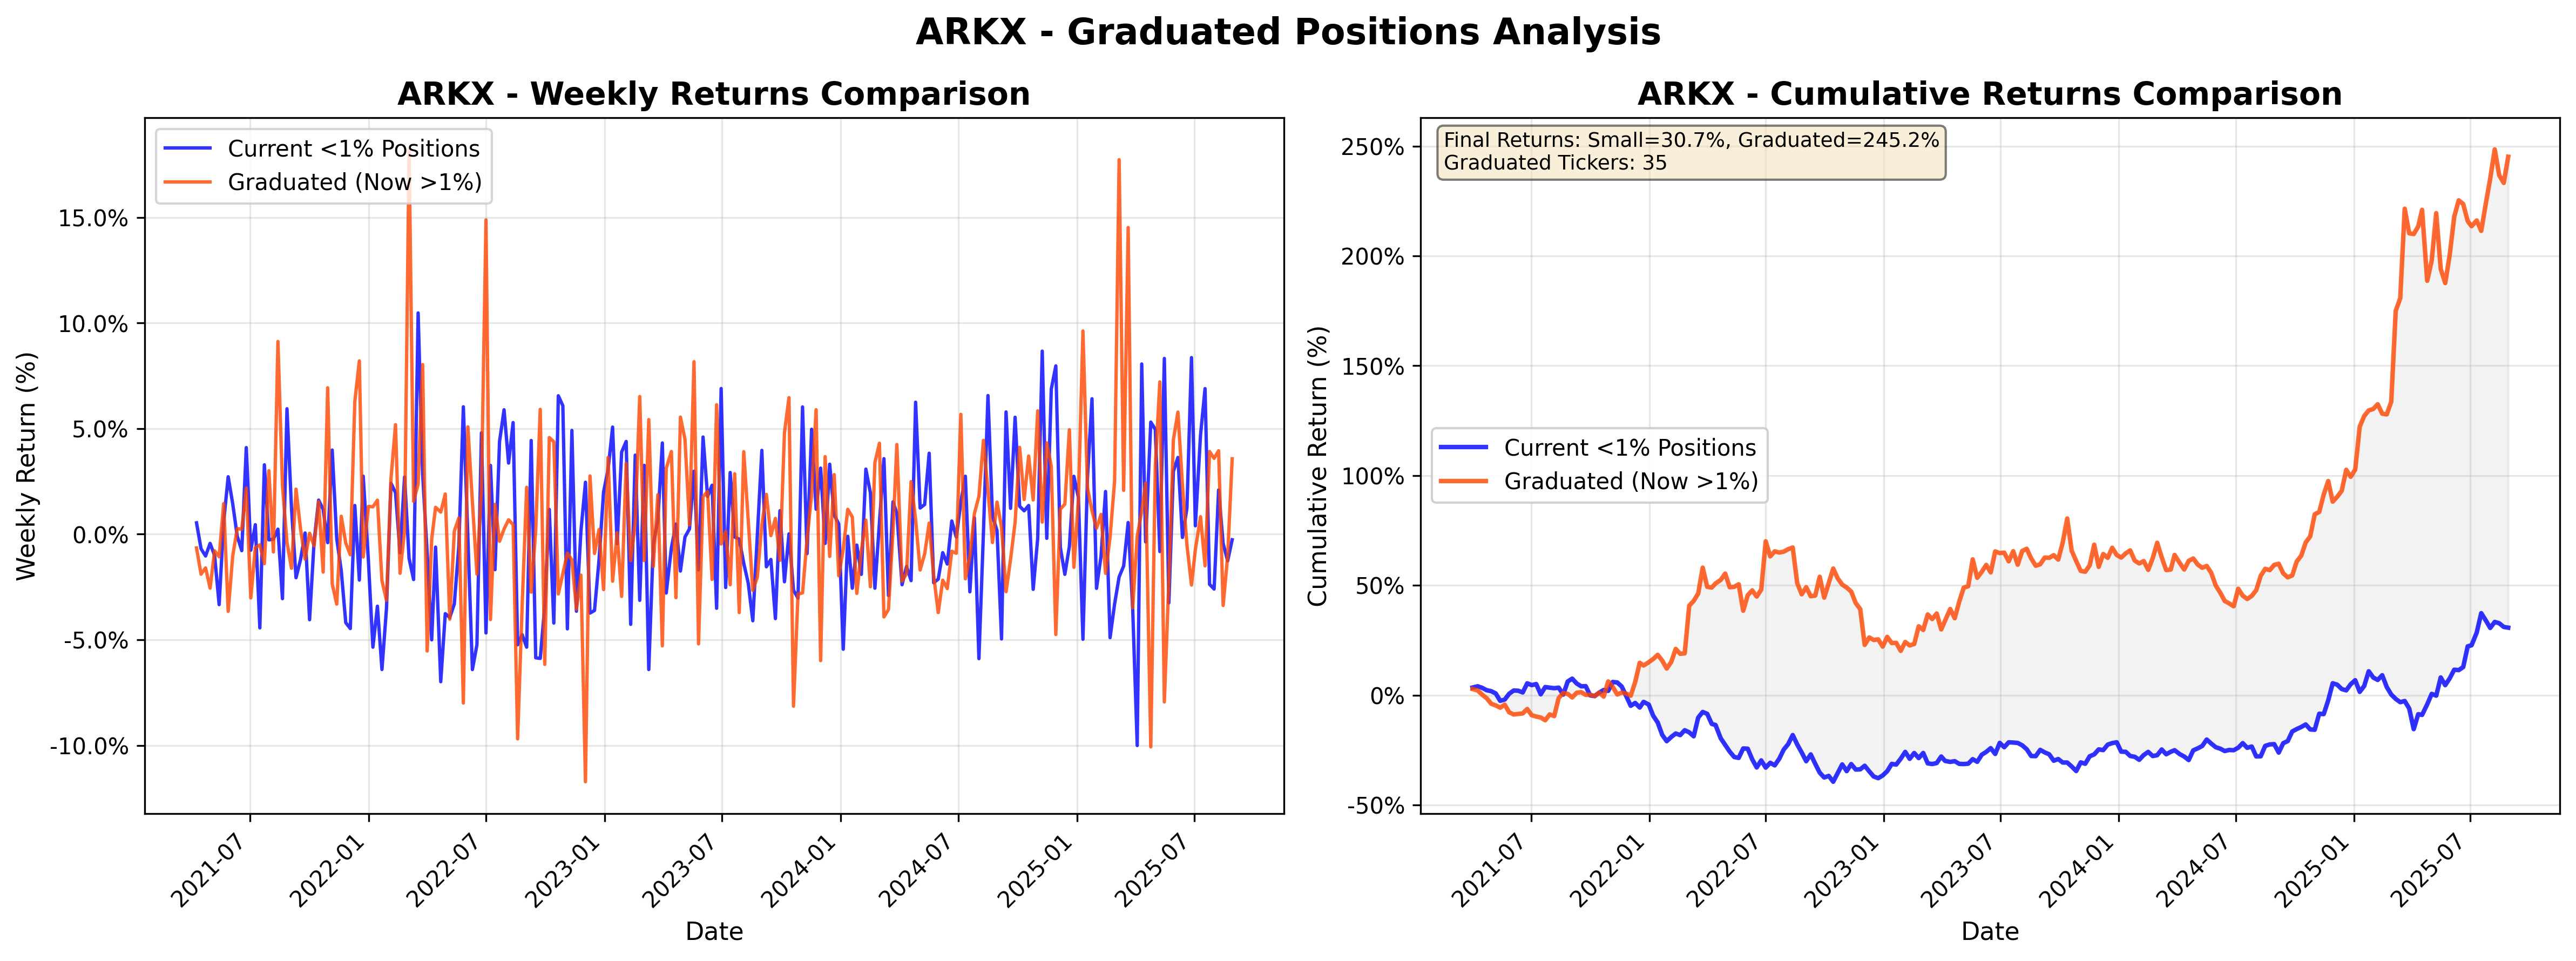 ARKX - Graduated Positions Analysis
ARKX - Weekly Returns Comparison
Current <1% Positions
Graduated (Now >1%)
Weekly Return (%)
15.0%
10.0%
5.0%
0.0%
-5.0%
-10.0%
2021-07
2022-01
2022-07
2023-01
2023-07
2024-01
2024-07
2025-01
2025-07
Date
ARKX - Cumulative Returns Comparison
Final Returns: Small=30.7%, Graduated=245.2%
Graduated Tickers: 35
Current <1% Positions
Graduated (Now >1%)
Cumulative Return (%)
250%
200%
150%
100%
50%
0%
-50%
2021-07
2022-01
2022-07
2023-01
2023-07
2024-01
2024-07
2025-01
2025-07
Date